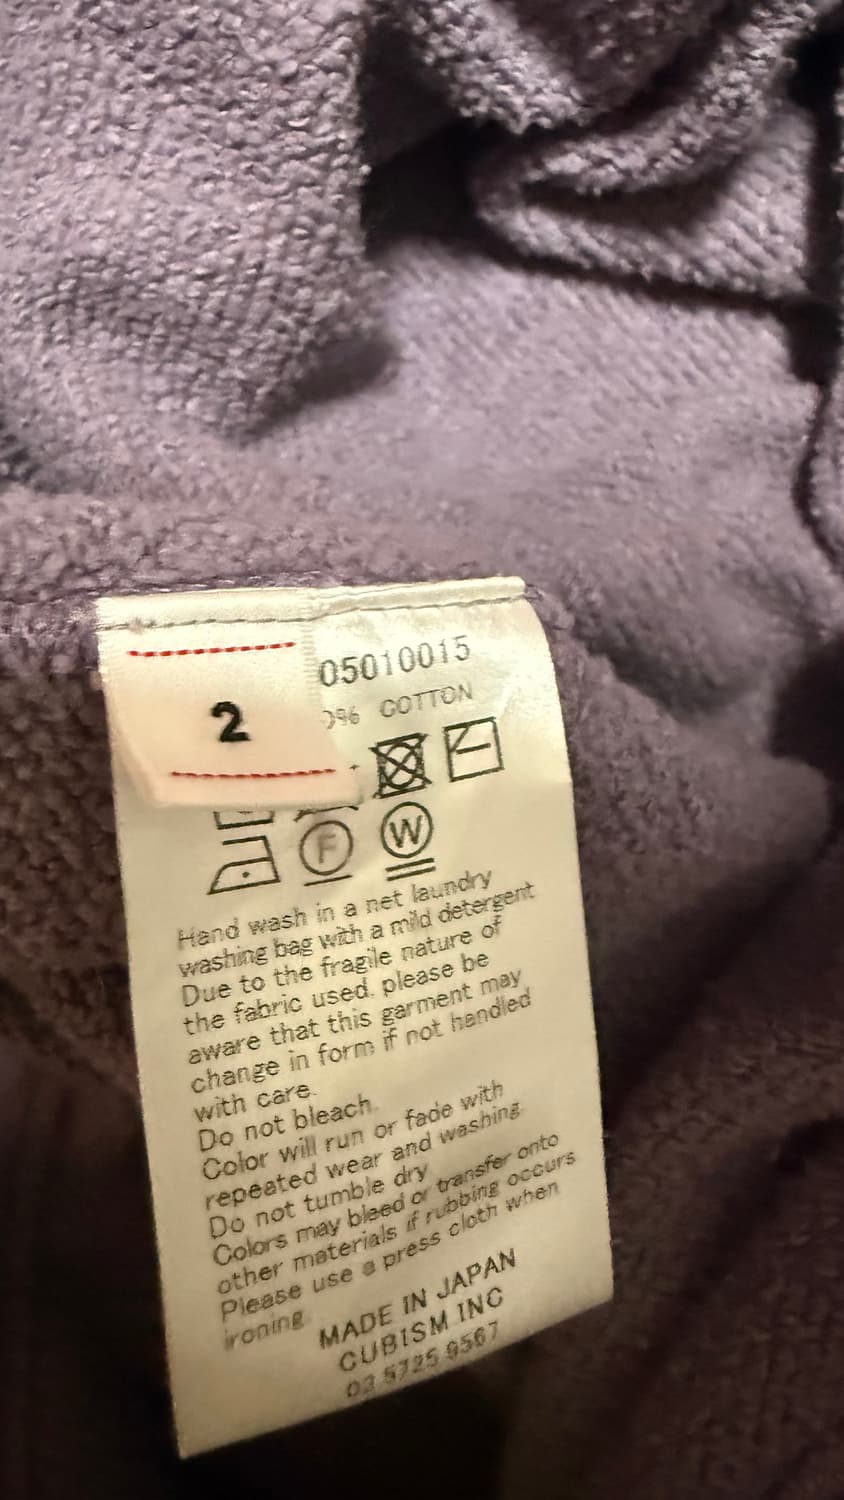 2
05010015
0% COTTON
F
W
Hand wash in a net laundry
washing bag with a mild detergent
Due to the fragile nature of
the fabric used, please be
aware that this garment may
change in form if not handled
with care.
Do not bleach.
Color will run or fade with
repeated wear and washing.
Do not tumble dry
Colors may bleed or transfer onto
other materials if rubbing occurs
Please use a press cloth when
ironing.
MADE IN JAPAN
CUBISM INC
03 5725 9567